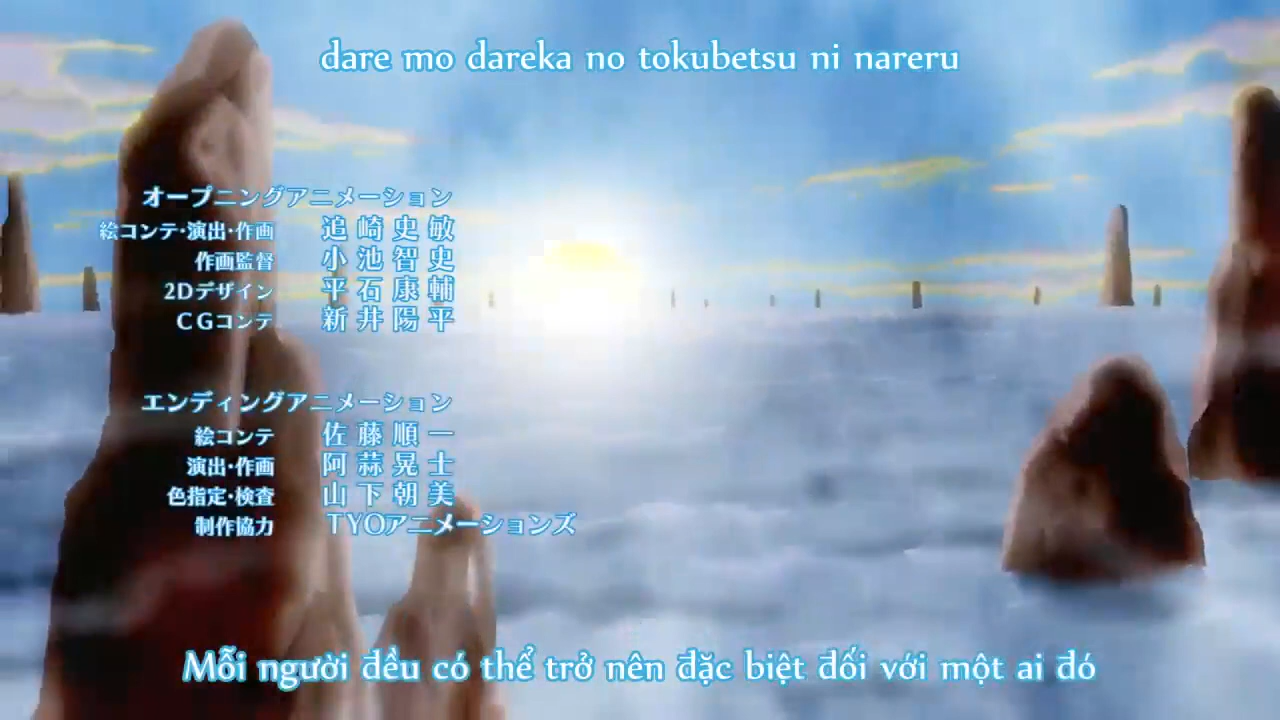 dare mo dareka no tokubetsu ni nareru
オープニングアニメーション
絵コンテ・演出・作画 追崎史敏
作画監督 小池智史
2Dデザイン 平石康輔
CGコンテ 新井陽平
エンディングアニメーション
絵コンテ 佐藤順一
演出・作画 阿蒜晃士
色指定・検査 山下朝美
制作協力 TYOアニメーションズ
Mỗi người đều có thể trở nên đặc biệt đối với một ai đó